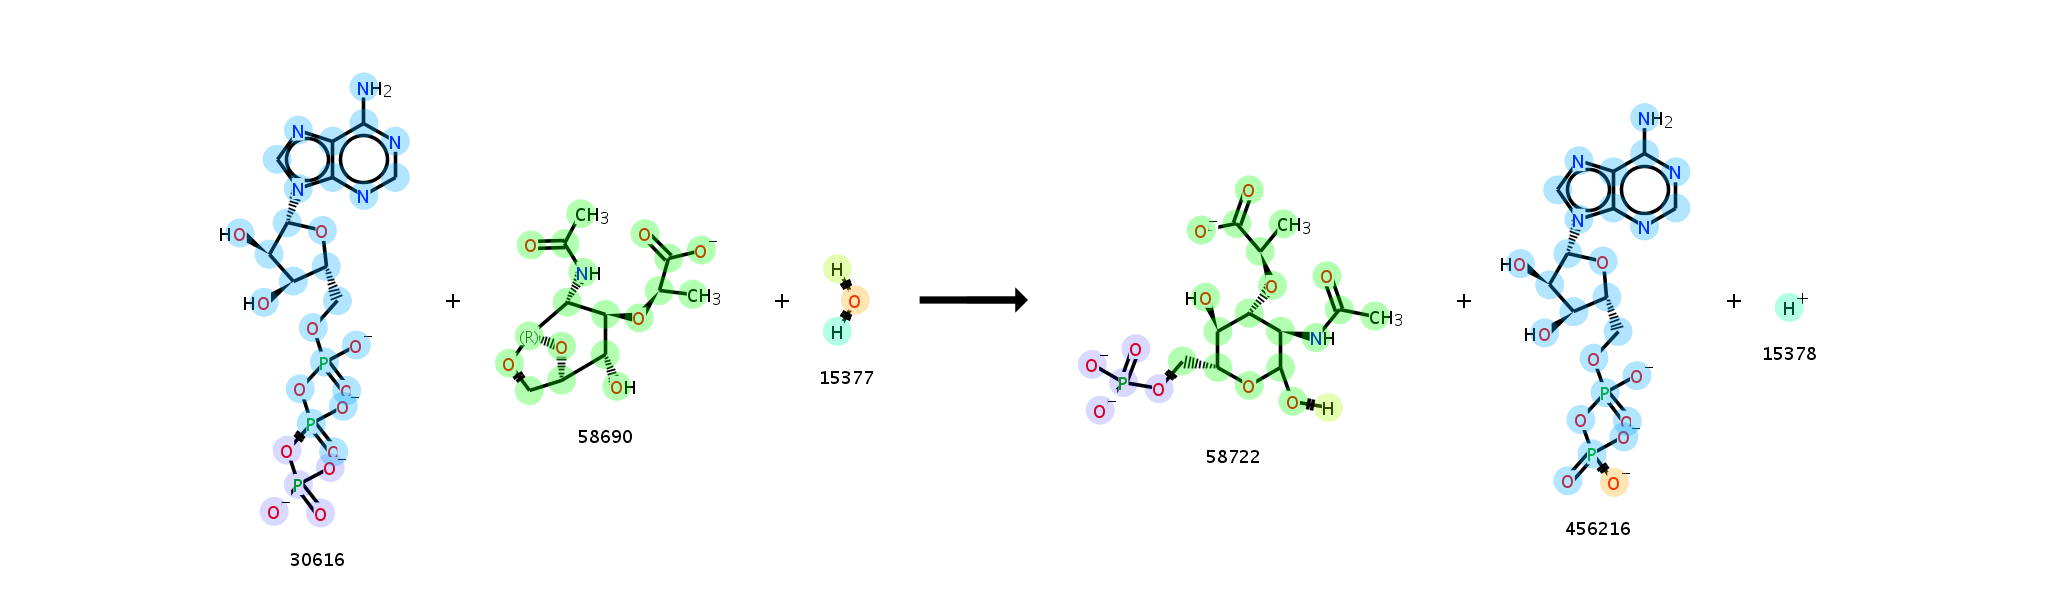 NH2
N
N
N
N
HO
O
HO
O
P
O-
O
O
O-
P
O
O
O-
P
O-
O
30616
+
CH3
O
NH
O
O-
CH3
O
(R)
O
O
OH
58690
+
H
O
H
15377
O
O-
CH3
O
HO
O
NH
CH3
O
O-
P
O
O-
O
O
H
58722
+
NH2
N
N
N
N
HO
O
HO
O
P
O-
O
O
O-
P
O
O-
456216
+
H+
15378